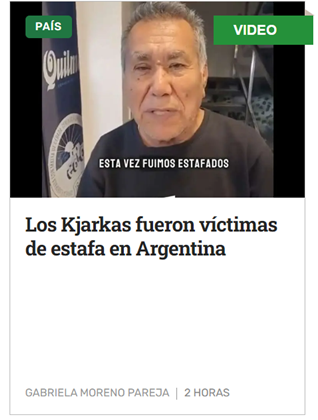 PAÍS
VIDEO
Quilm
ESTA VEZ FUIMOS ESTAFADOS
Los Kjarkas fueron víctimas
de estafa en Argentina
GABRIELA MORENO PAREJA | 2 HORAS